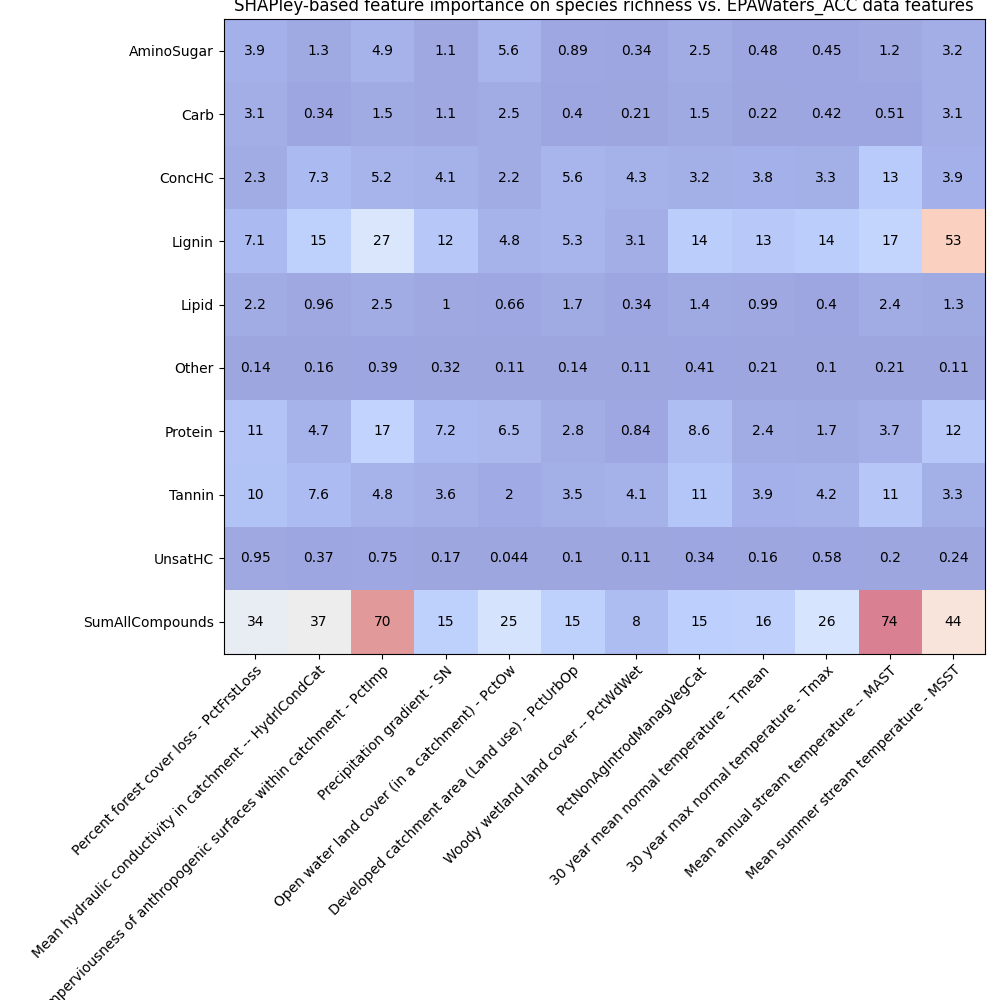 SHAPley-based feature importance on species richness vs. EPAWaters_ACC data features
AminoSugar 3.9 1.3 4.9 1.1 5.6 0.89 0.34 2.5 0.48 0.45 1.2 3.2
Carb 3.1 0.34 1.5 1.1 2.5 0.4 0.21 1.5 0.22 0.42 0.51 3.1
ConcHC 2.3 7.3 5.2 4.1 2.2 5.6 4.3 3.2 3.8 3.3 13 3.9
Lignin 7.1 15 27 12 4.8 5.3 3.1 14 13 14 17 53
Lipid 2.2 0.96 2.5 1 0.66 1.7 0.34 1.4 0.99 0.4 2.4 1.3
Other 0.14 0.16 0.39 0.32 0.11 0.14 0.11 0.41 0.21 0.1 0.21 0.11
Protein 11 4.7 17 7.2 6.5 2.8 0.84 8.6 2.4 1.7 3.7 12
Tannin 10 7.6 4.8 3.6 2 3.5 4.1 11 3.9 4.2 11 3.3
UnsatHC 0.95 0.37 0.75 0.17 0.044 0.1 0.11 0.34 0.16 0.58 0.2 0.24
SumAllCompounds 34 37 70 15 25 15 8 15 16 26 74 44
Percent forest cover loss - PctFrstLoss
Mean hydraulic conductivity in catchment -- HydrlCondCat
of anthropogenic surfaces within catchment - PctImp
Precipitation gradient - SN
Open water land cover (in a catchment) - PctOw
Developed catchment area (Land use) - PctUrbOp
Woody wetland land cover -- PctWdWet
PctNonAgIntrodManagVegCat
30 year mean normal temperature - Tmean
30 year max normal temperature - Tmax
Mean annual stream temperature -- MAST
Mean summer stream temperature - MSST